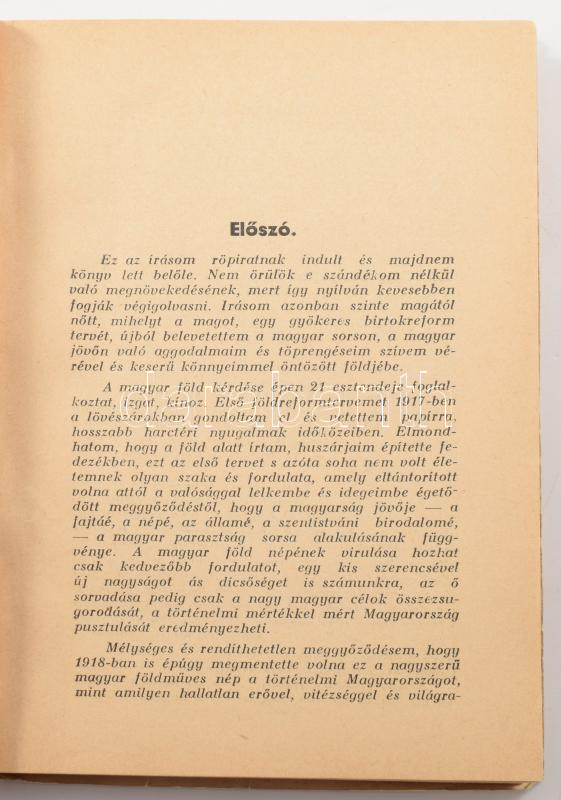 Előszó.
Ez az írásom röpiratnak indult és majdnem
könyv lett belőle. Nem örülök e szándékom nélkül
való megnövekedésének, mert így nyilván kevesebben
fogják végigolvasni. Irásom azonban szinte magától
nőtt, mihelyt a magot, egy gyökeres birtokreform
tervét, újból belevetettem a magyar sorson, a magyar
jövőn való aggodalmaim és töprengéseim szívem vé-
rével és keserű könnyeimmel öntözött földjébe.
A magyar föld kérdése épen 21 esztendeje foglal-
koztat, izgat, kínoz. Első földreformtervemet 1917-ben
a lövészárokban gondoltam el és vetettem papírra,
hosszabb harctéri nyugalmak időközeiben. Elmond-
hatom, hogy a föld alatt írtam, huszárjaim építette fe-
dezékben, ezt az első tervet s azóta soha nem volt éle-
temnek olyan szaka és fordulata, amely eltántorított
volna attól a valósággal lelkembe és idegeimbe égető-
dött meggyőződéstől, hogy a magyarság jövője — a
fajtáé, a népé, az államé, a szentistváni birodalomé,
— a magyar parasztság sorsa alakulásának függ-
vénye. A magyar föld népének virulása hozhat
csak kedvezőbb fordulatot, egy kis szerencsével
új nagyságot ás dicsőséget is számunkra, az ő
sorvadása pedig csak a nagy magyar célok összezsu-
gorodását, a történelmi mértékkel mért Magyarország
pusztulását eredményezheti.
Mélységes és rendíthetetlen meggyőződésem, hogy
1918-ban is épúgy megmentette volna ez a nagyszerű
magyar földműves nép a történelmi Magyarországot,
mint amilyen hallatlan erővel, vitézséggel és világra-
darabanth